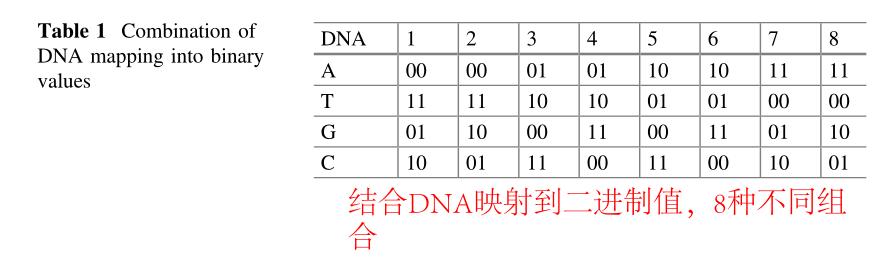 Table 1 Combination of
DNA mapping into binary
values
DNA 1 2 3 4 5 6 7 8
A 00 00 01 01 10 10 11 11
T 11 11 10 10 01 01 00 00
G 01 10 00 11 00 11 01 10
C 10 01 11 00 11 00 10 01
结合DNA映射到二进制值，8种不同组
合